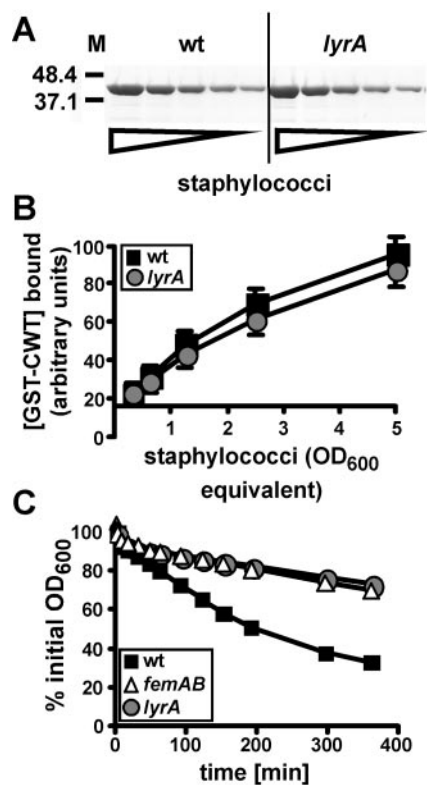 A
M wt lyrA
48.4
37.1
staphylococci
B
[GST-CWT] bound
(arbitrary units)
100
80
60
40
20
0
wt
lyrA
1 2 3 4 5
staphylococci (OD600
equivalent)
C
% initial OD600
100
80
60
40
20
0
wt
femAB
lyrA
0 100 200 300 400
time [min]